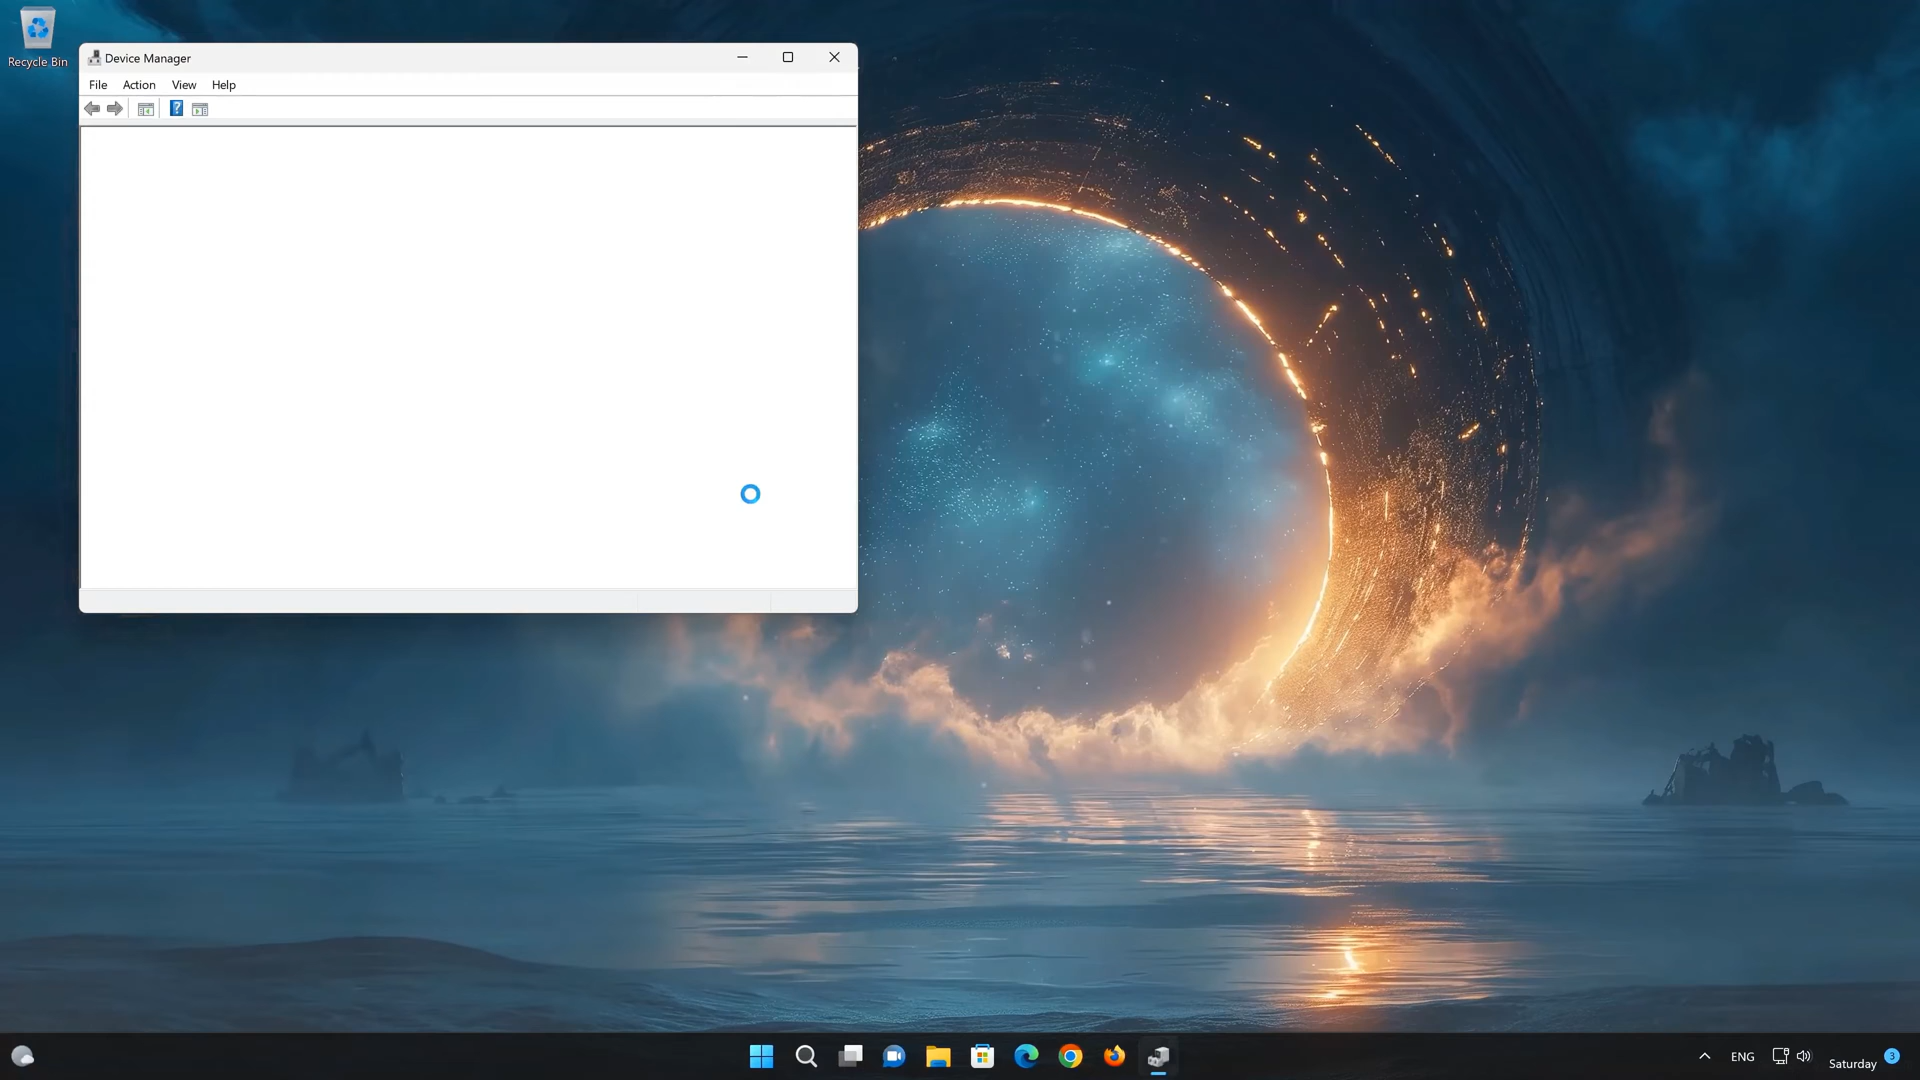 Recycle Bin
Device Manager
File Action View Help
?
ENG
Saturday
3